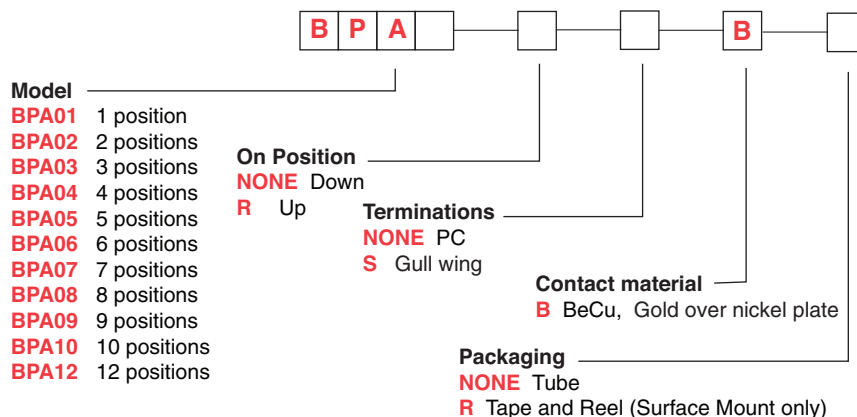 B P A B
Model
BPA01 1 position
BPA02 2 positions
BPA03 3 positions
BPA04 4 positions
BPA05 5 positions
BPA06 6 positions
BPA07 7 positions
BPA08 8 positions
BPA09 9 positions
BPA10 10 positions
BPA12 12 positions
On Position
NONE Down
R Up
Terminations
NONE PC
S Gull wing
Contact material
B BeCu, Gold over nickel plate
Packaging
NONE Tube
R Tape and Reel (Surface Mount only)